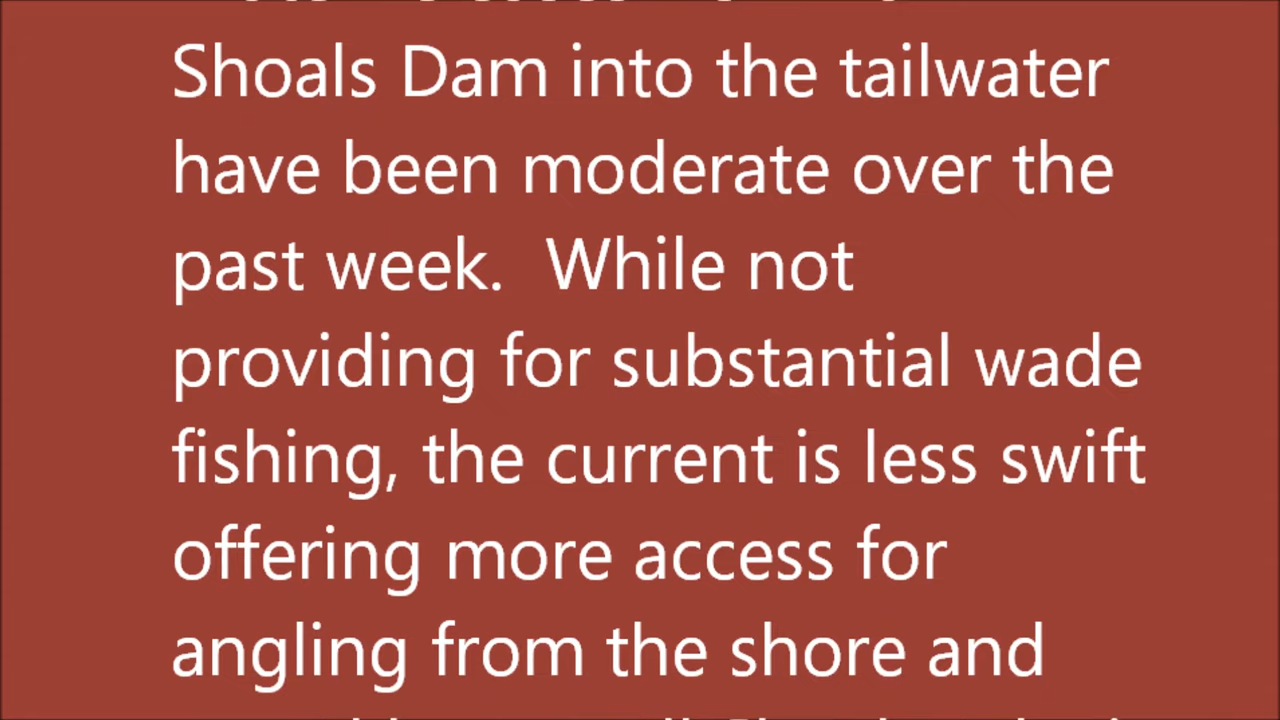 Shoals Dam into the tailwater
have been moderate over the
past week.  While not
providing for substantial wade
fishing, the current is less swift
offering more access for
angling from the shore and